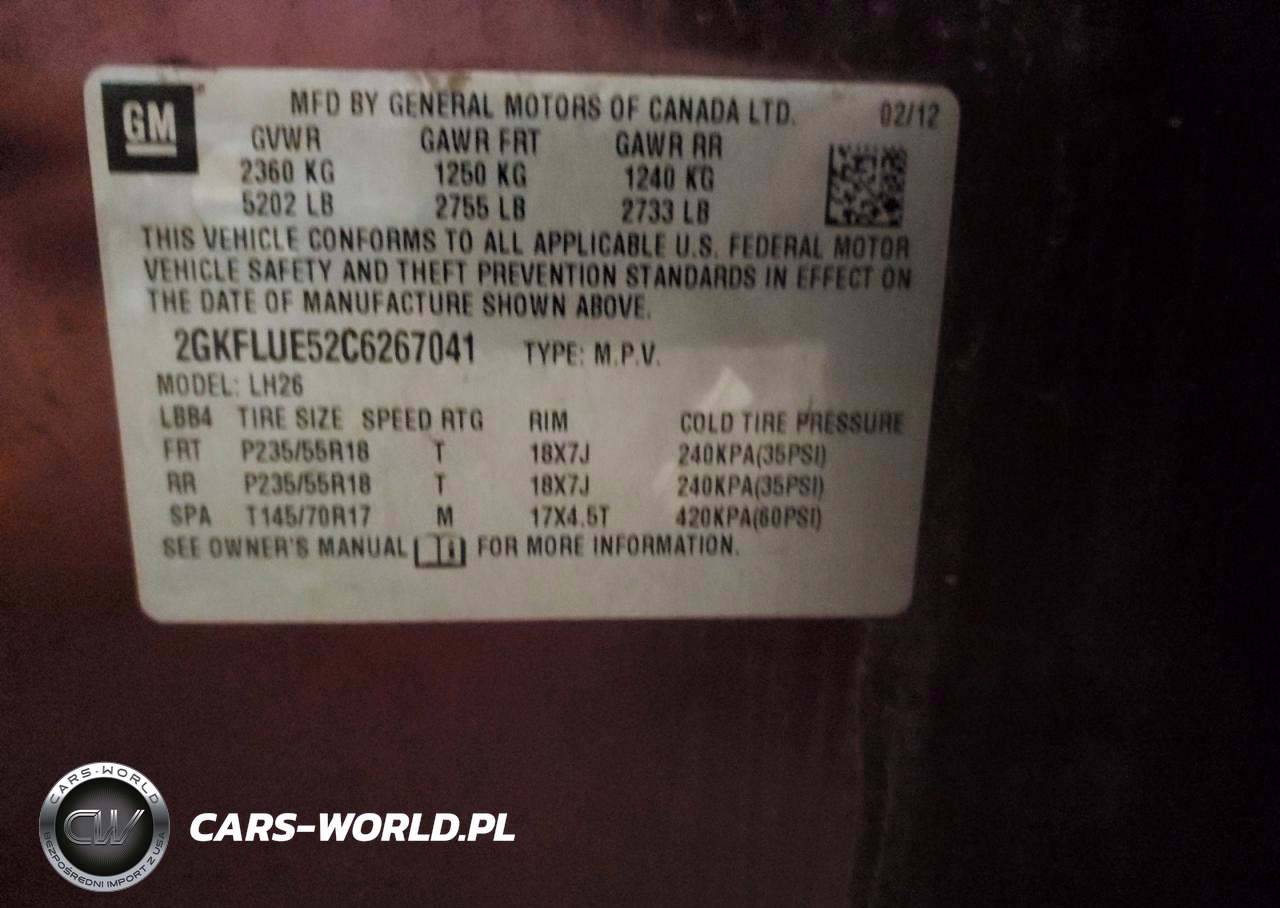 GM
MFD BY GENERAL MOTORS OF CANADA LTD. 02/12
GVWR GAWR FRT GAWR RR
2360 KG 1250 KG 1240 KG
5202 LB 2755 LB 2733 LB
THIS VEHICLE CONFORMS TO ALL APPLICABLE U.S. FEDERAL MOTOR
VEHICLE SAFETY AND THEFT PREVENTION STANDARDS IN EFFECT ON
THE DATE OF MANUFACTURE SHOWN ABOVE.
2GKFLUE52C6267041 TYPE: M.P.V.
MODEL: LH26
LBB4 TIRE SIZE SPEED RTG RIM COLD TIRE PRESSURE
FRT P235/55R18 T 18X7J 240KPA(35PSI)
RR P235/55R18 T 18X7J 240KPA(35PSI)
SPA T145/70R17 M 17X4.5T 420KPA(60PSI)
SEE OWNER'S MANUAL FOR MORE INFORMATION.
CARS-WORLD
CW
BEZPOŚREDNI IMPORT Z USA
CARS-WORLD.PL